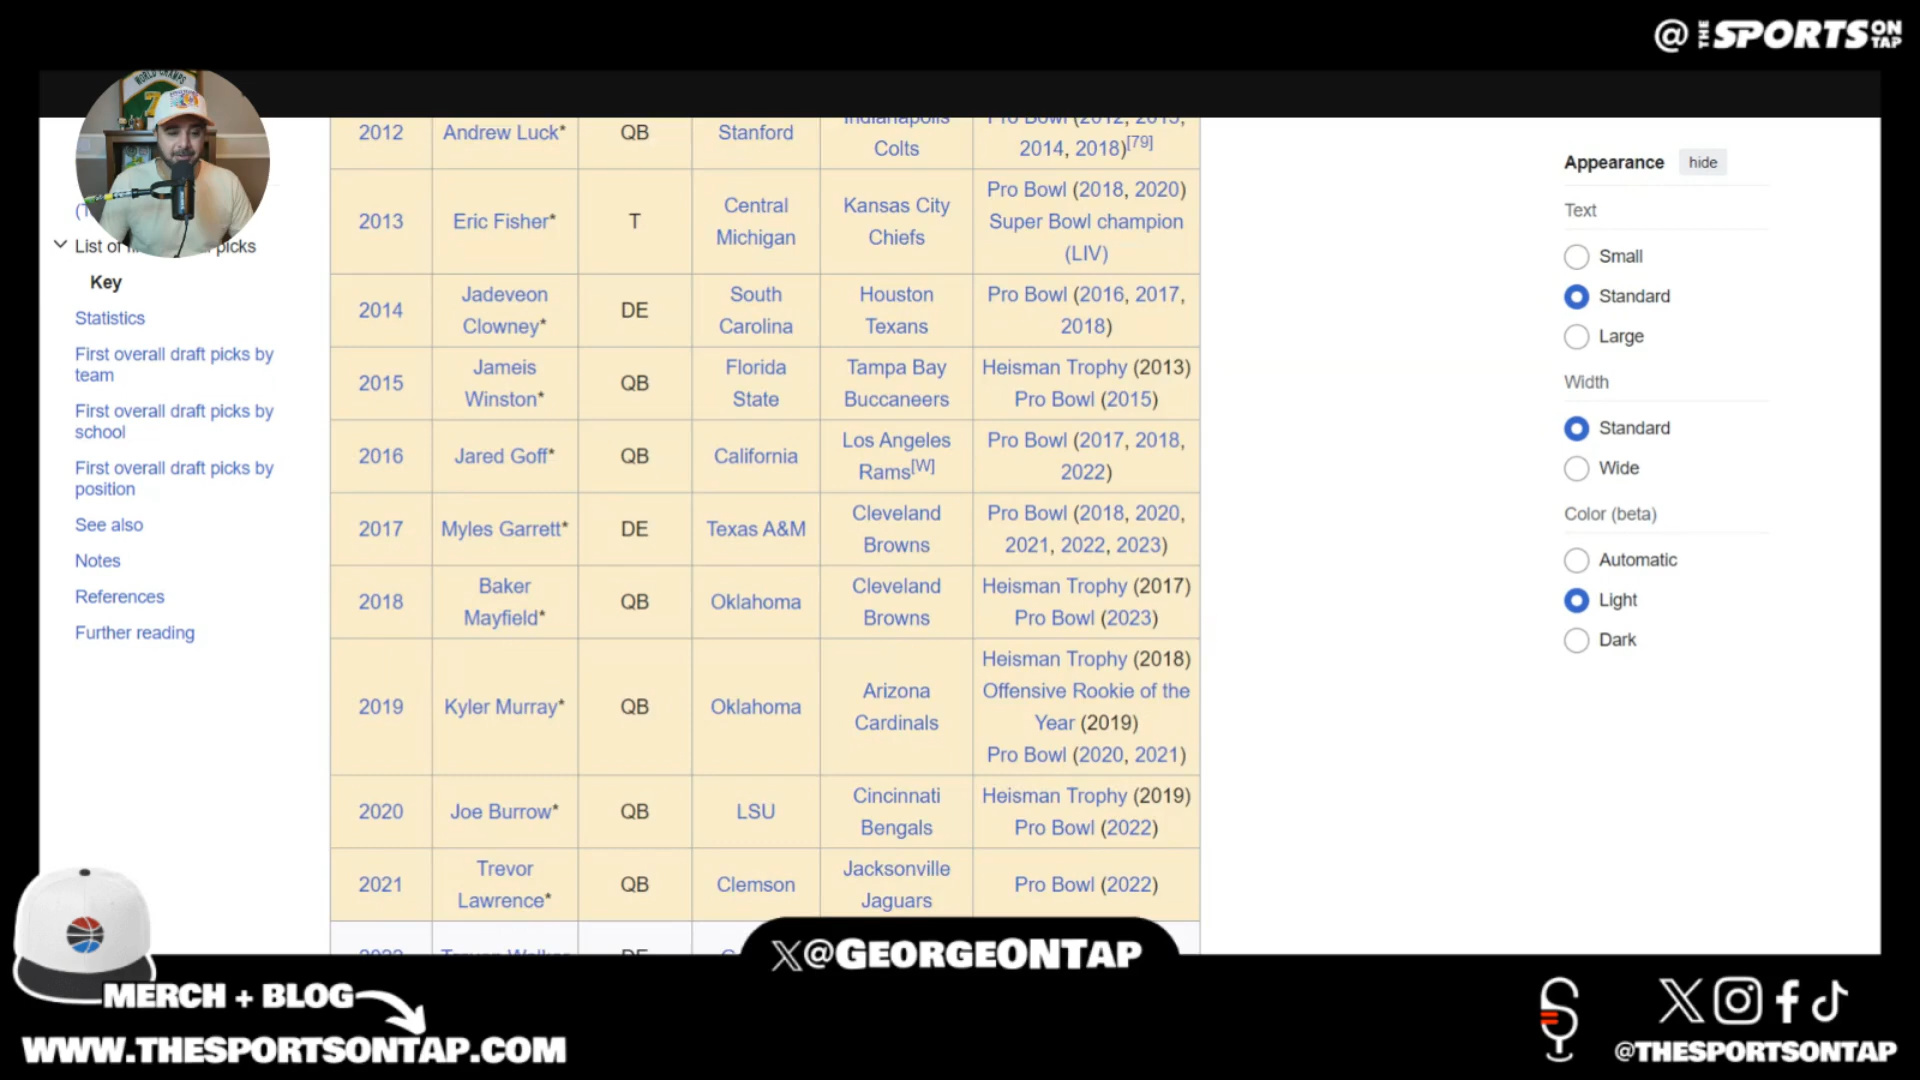 @ THE SPORTS ON TAP
WORLD CHAMPS
2012 Andrew Luck* QB Stanford Indianapolis Colts Pro Bowl (2012, 2013, 2014, 2018)[79]
2013 Eric Fisher* T Central Michigan Kansas City Chiefs Pro Bowl (2018, 2020) Super Bowl champion (LIV)
2014 Jadeveon Clowney* DE South Carolina Houston Texans Pro Bowl (2016, 2017, 2018)
2015 Jameis Winston* QB Florida State Tampa Bay Buccaneers Heisman Trophy (2013) Pro Bowl (2015)
2016 Jared Goff* QB California Los Angeles Rams[W] Pro Bowl (2017, 2018, 2022)
2017 Myles Garrett* DE Texas A&M Cleveland Browns Pro Bowl (2018, 2020, 2021, 2022, 2023)
2018 Baker Mayfield* QB Oklahoma Cleveland Browns Heisman Trophy (2017) Pro Bowl (2023)
2019 Kyler Murray* QB Oklahoma Arizona Cardinals Heisman Trophy (2018) Offensive Rookie of the Year (2019) Pro Bowl (2020, 2021)
2020 Joe Burrow* QB LSU Cincinnati Bengals Heisman Trophy (2019) Pro Bowl (2022)
2021 Trevor Lawrence* QB Clemson Jacksonville Jaguars Pro Bowl (2022)
List of picks
Key
Statistics
First overall draft picks by
team
First overall draft picks by
school
First overall draft picks by
position
See also
Notes
References
Further reading
Appearance hide
Text
Small
Standard
Large
Width
Standard
Wide
Color (beta)
Automatic
Light
Dark
X@GEORGEONTAP
MERCH + BLOG
WWW.THESPORTSONTAP.COM
@THESPORTSONTAP